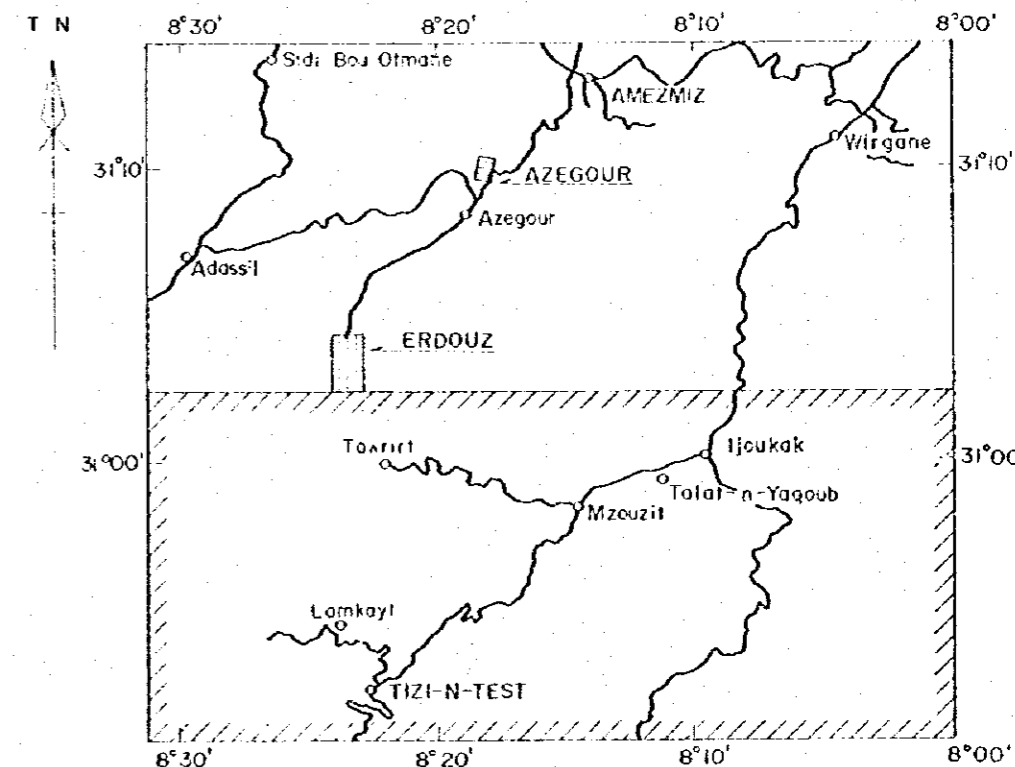 T N
8°30' 8°20' 8°10' 8°00'
Sidi Bou Otmane
AMEZMIZ
Wirgane
31°10' 31°10'
AZEGOUR
Azegour
Adassil
ERDOUZ
Ijoukak
31°00' 31°00'
Talat-n-Yaqoub
Mzouzit
TIZI-N-TEST
8°30' 8°20' 8°10' 8°00'